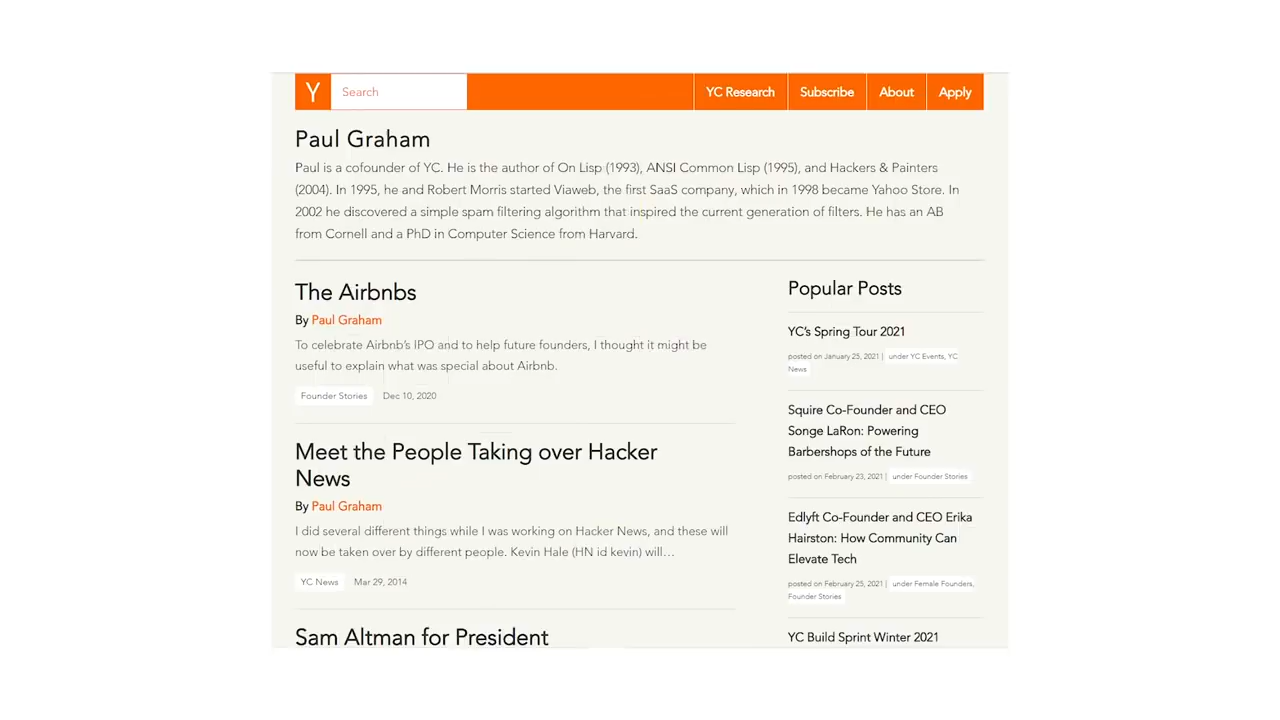 Y
Search
YC Research
Subscribe
About
Apply
Paul Graham
Paul is a cofounder of YC. He is the author of On Lisp (1993), ANSI Common Lisp (1995), and Hackers & Painters
(2004). In 1995, he and Robert Morris started Viaweb, the first SaaS company, which in 1998 became Yahoo Store. In
2002 he discovered a simple spam filtering algorithm that inspired the current generation of filters. He has an AB
from Cornell and a PhD in Computer Science from Harvard.
The Airbnbs
By Paul Graham
To celebrate Airbnb's IPO and to help future founders, I thought it might be
useful to explain what was special about Airbnb.
Founder Stories Dec 10, 2020
Meet the People Taking over Hacker
News
By Paul Graham
I did several different things while I was working on Hacker News, and these will
now be taken over by different people. Kevin Hale (HN id kevin) will…
YC News Mar 29, 2014
Sam Altman for President
Popular Posts
YC's Spring Tour 2021
posted on January 25, 2021 | under YC Events, YC
News
Squire Co-Founder and CEO
Songe LaRon: Powering
Barbershops of the Future
posted on February 23, 2021 | under Founder Stories
Edlyft Co-Founder and CEO Erika
Hairston: How Community Can
Elevate Tech
posted on February 25, 2021 | under Female Founders,
Founder Stories
YC Build Sprint Winter 2021